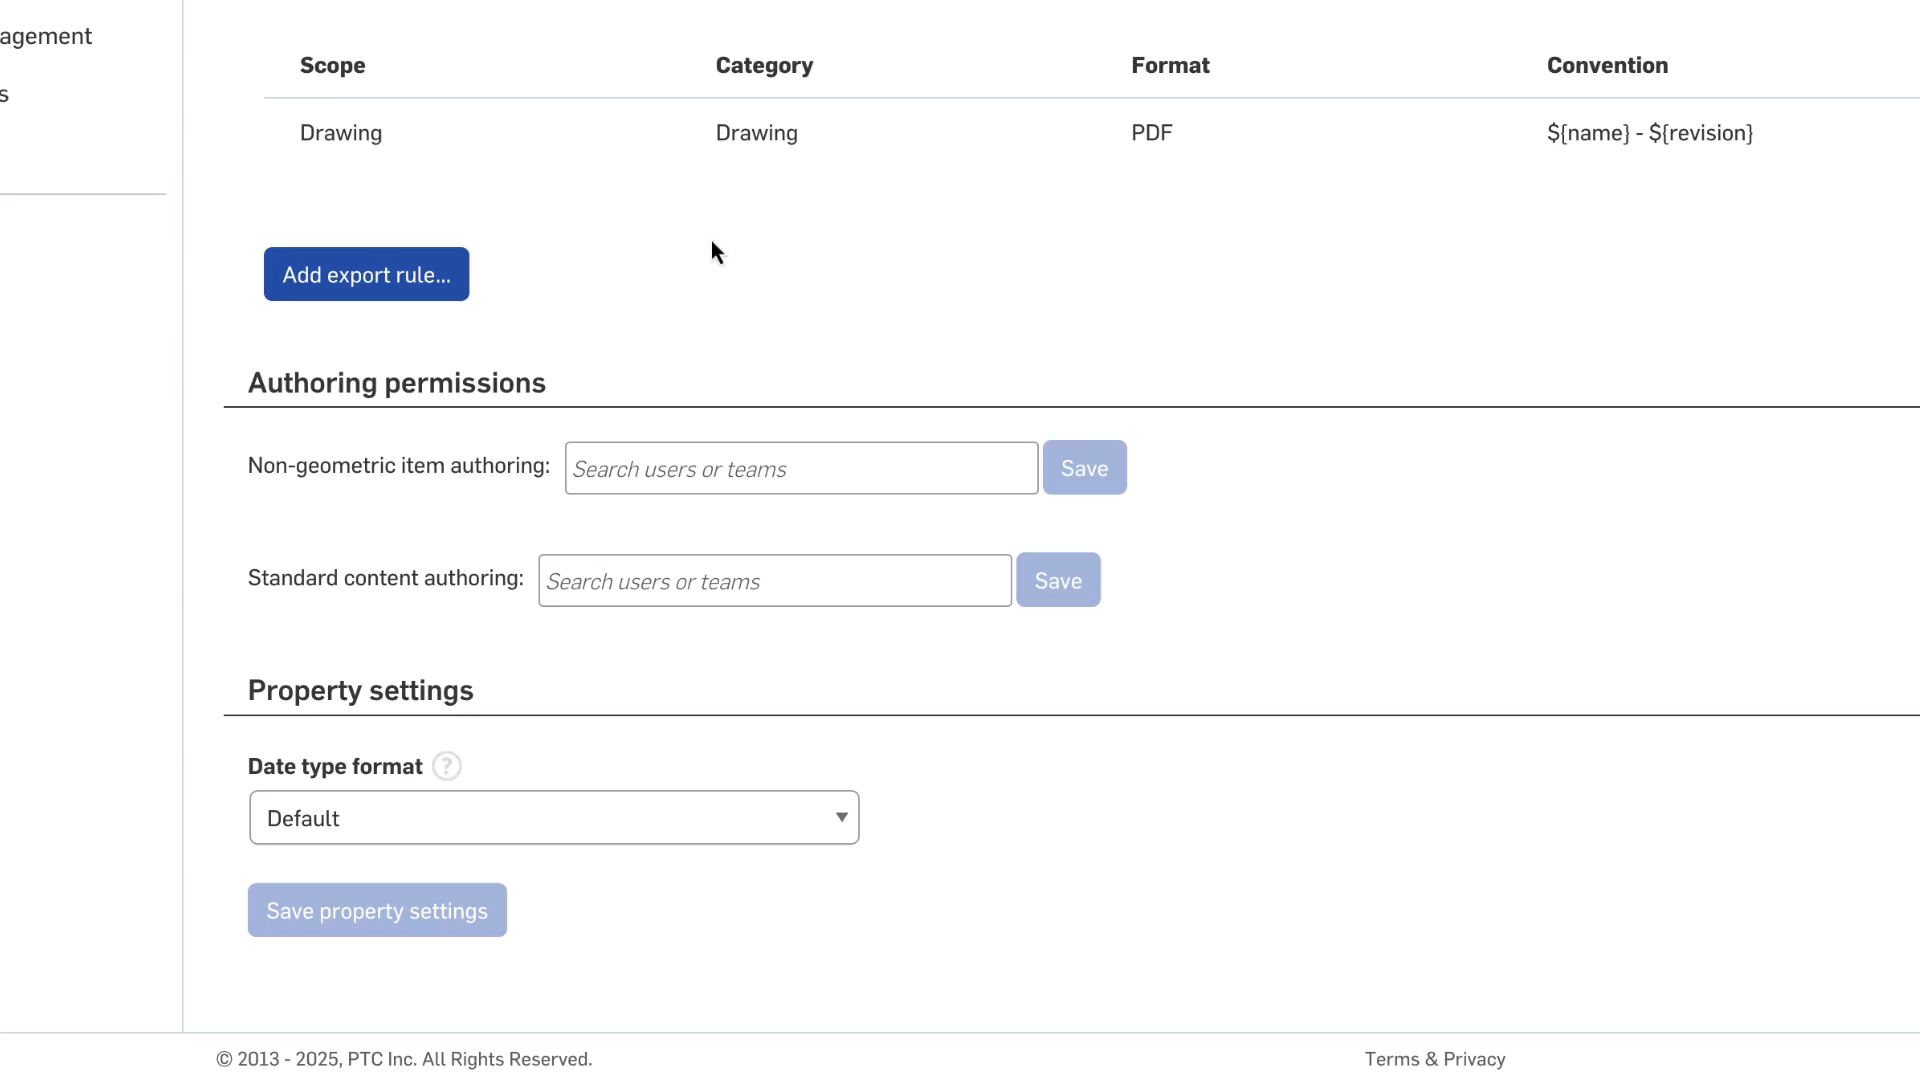 agement
s
Scope Category Format Convention
Drawing Drawing PDF ${name} - ${revision}
Add export rule...
Authoring permissions
Non-geometric item authoring: Search users or teams Save
Standard content authoring: Search users or teams Save
Property settings
Date type format ?
Default
Save property settings
© 2013 - 2025, PTC Inc. All Rights Reserved. Terms & Privacy